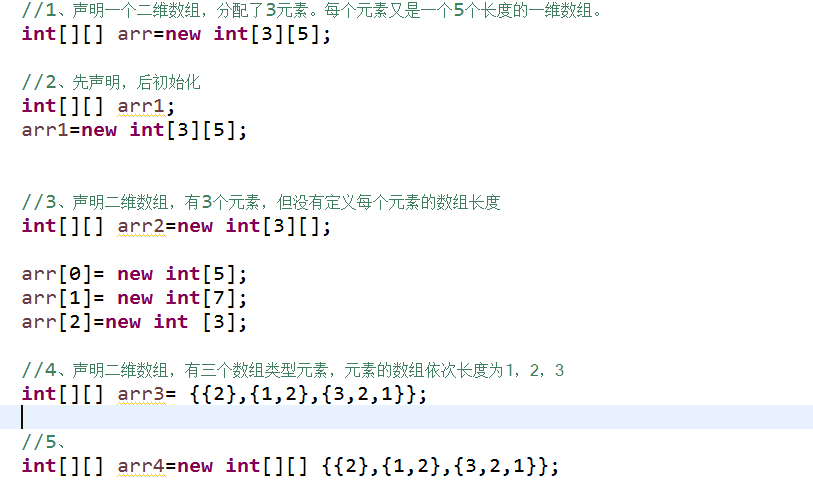 //1、声明一个二维数组，分配了3元素。每个元素又是一个5个长度的一维数组。
int[][] arr=new int[3][5];
//2、先声明，后初始化
int[][] arr1;
arr1=new int[3][5];
//3、声明二维数组，有3个元素，但没有定义每个元素的数组长度
int[][] arr2=new int[3][];
arr[0]= new int[5];
arr[1]= new int[7];
arr[2]=new int [3];
//4、声明二维数组，有三个数组类型元素，元素的数组依次长度为1，2，3
int[][] arr3= {{2},{1,2},{3,2,1}};
//5、
int[][] arr4=new int[][] {{2},{1,2},{3,2,1}};